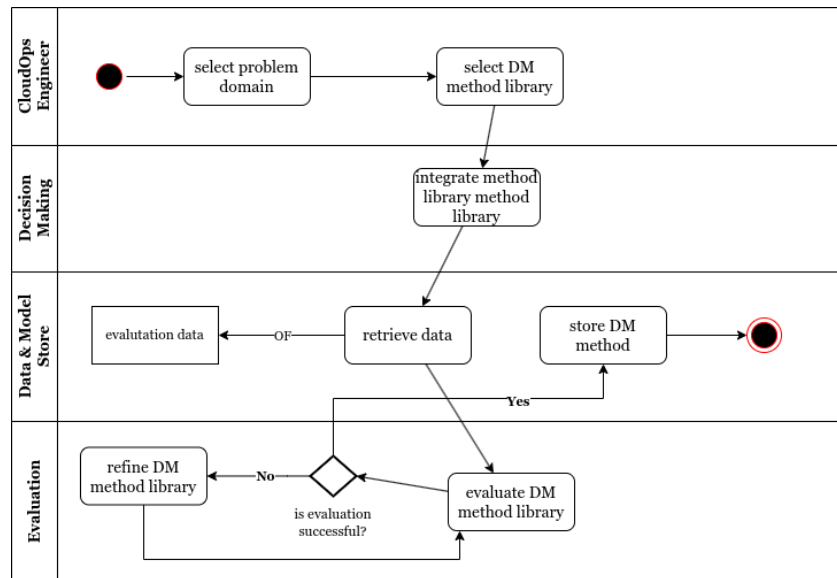 CloudOps
Engineer
select problem
domain
select DM
method library
Decision
Making
integrate method
library method
library
Data & Model
Store
evalutation data
OF
retrieve data
store DM
method
Yes
Evaluation
refine DM
method library
No
is evaluation
successful?
evaluate DM
method library